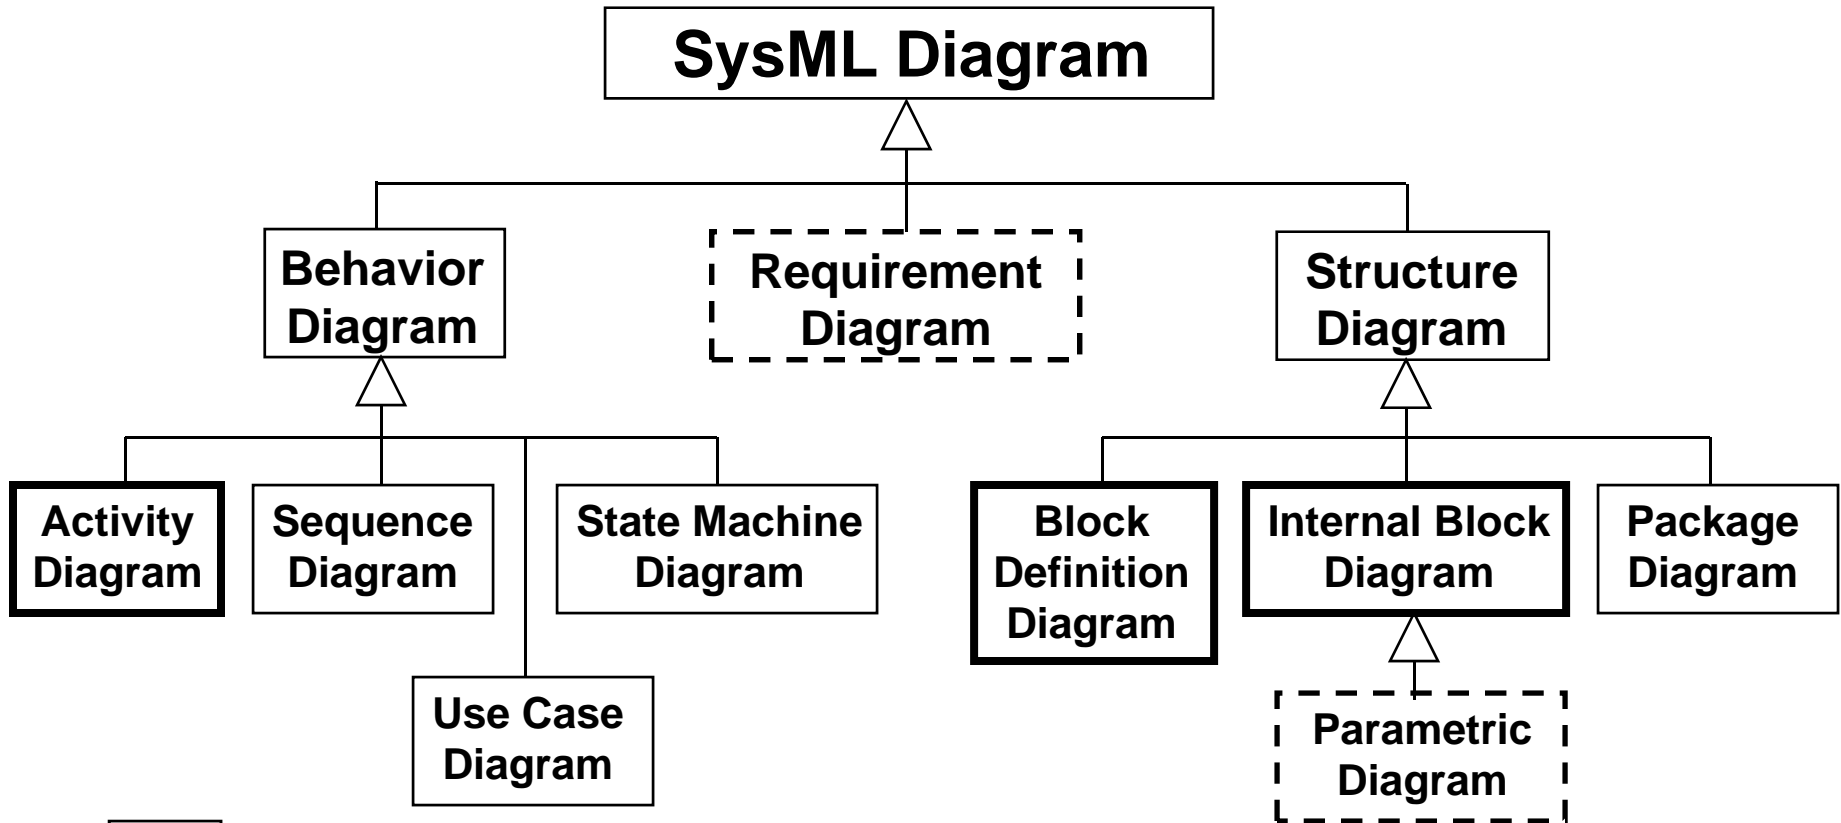 SysML Diagram
Behavior
Diagram
Requirement
Diagram
Structure
Diagram
Activity
Diagram
Sequence
Diagram
State Machine
Diagram
Block
Definition
Diagram
Internal Block
Diagram
Package
Diagram
Use Case
Diagram
Parametric
Diagram